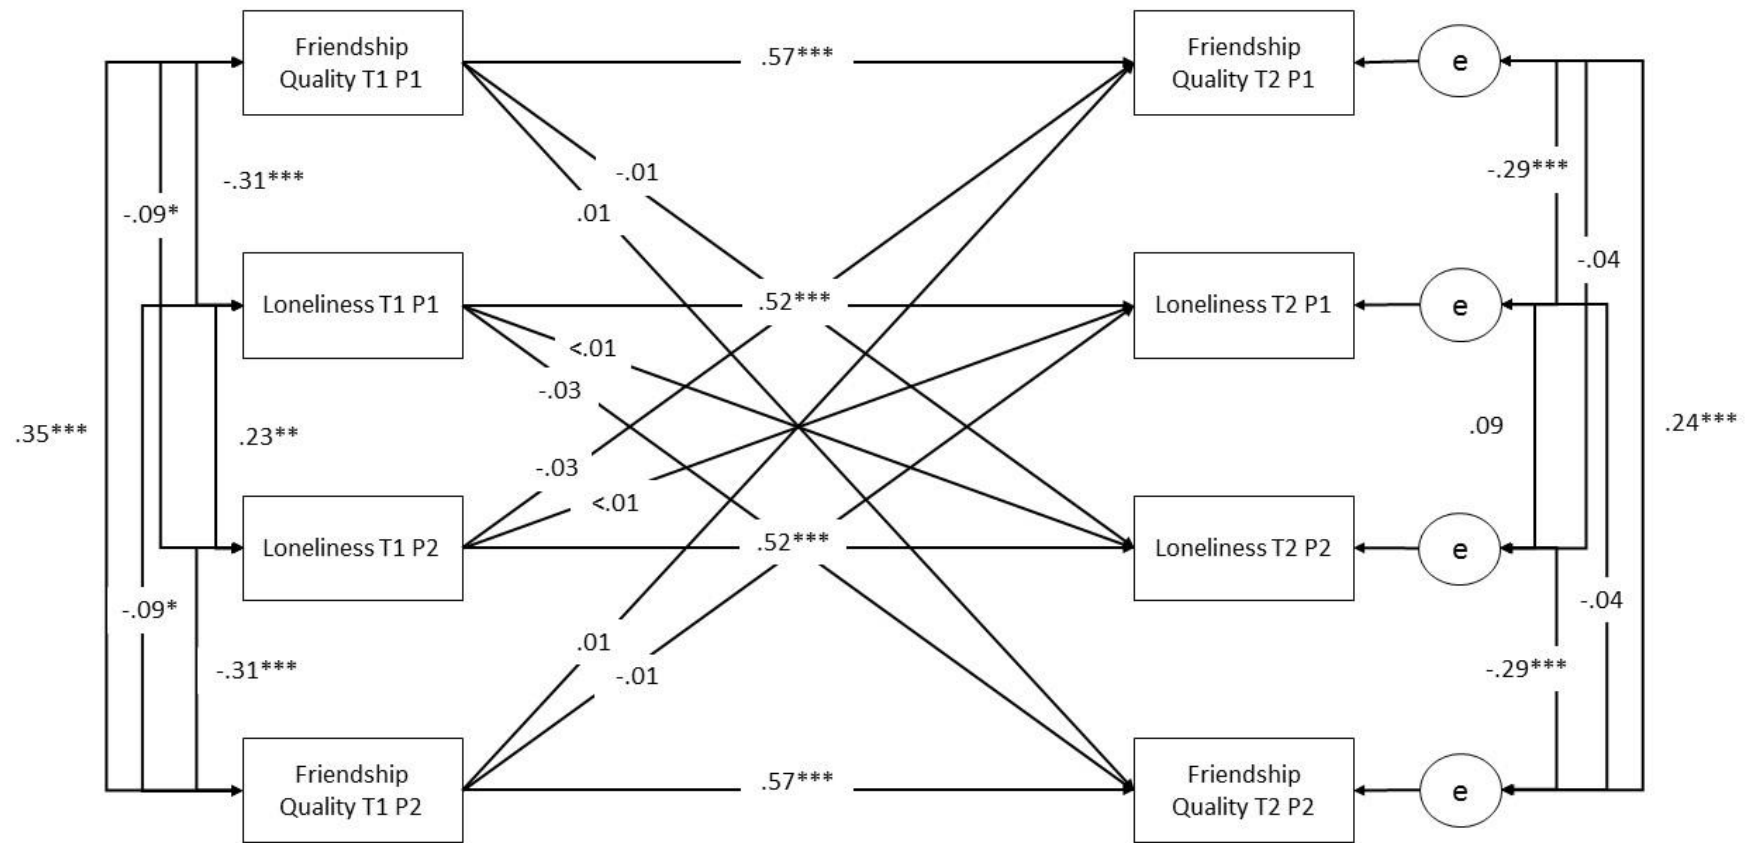 Friendship
Quality T1 P1
.57***
Friendship
Quality T2 P1
e
-.31***
-.09*
-.01
.01
-.29***
-.04
Loneliness T1 P1
.52***
Loneliness T2 P1
e
<.01
-.03
.35***
.23**
.09
.24***
-.03
<.01
Loneliness T1 P2
.52***
Loneliness T2 P2
e
-.09*
-.04
-.31***
.01
-.01
-.29***
Friendship
Quality T1 P2
.57***
Friendship
Quality T2 P2
e